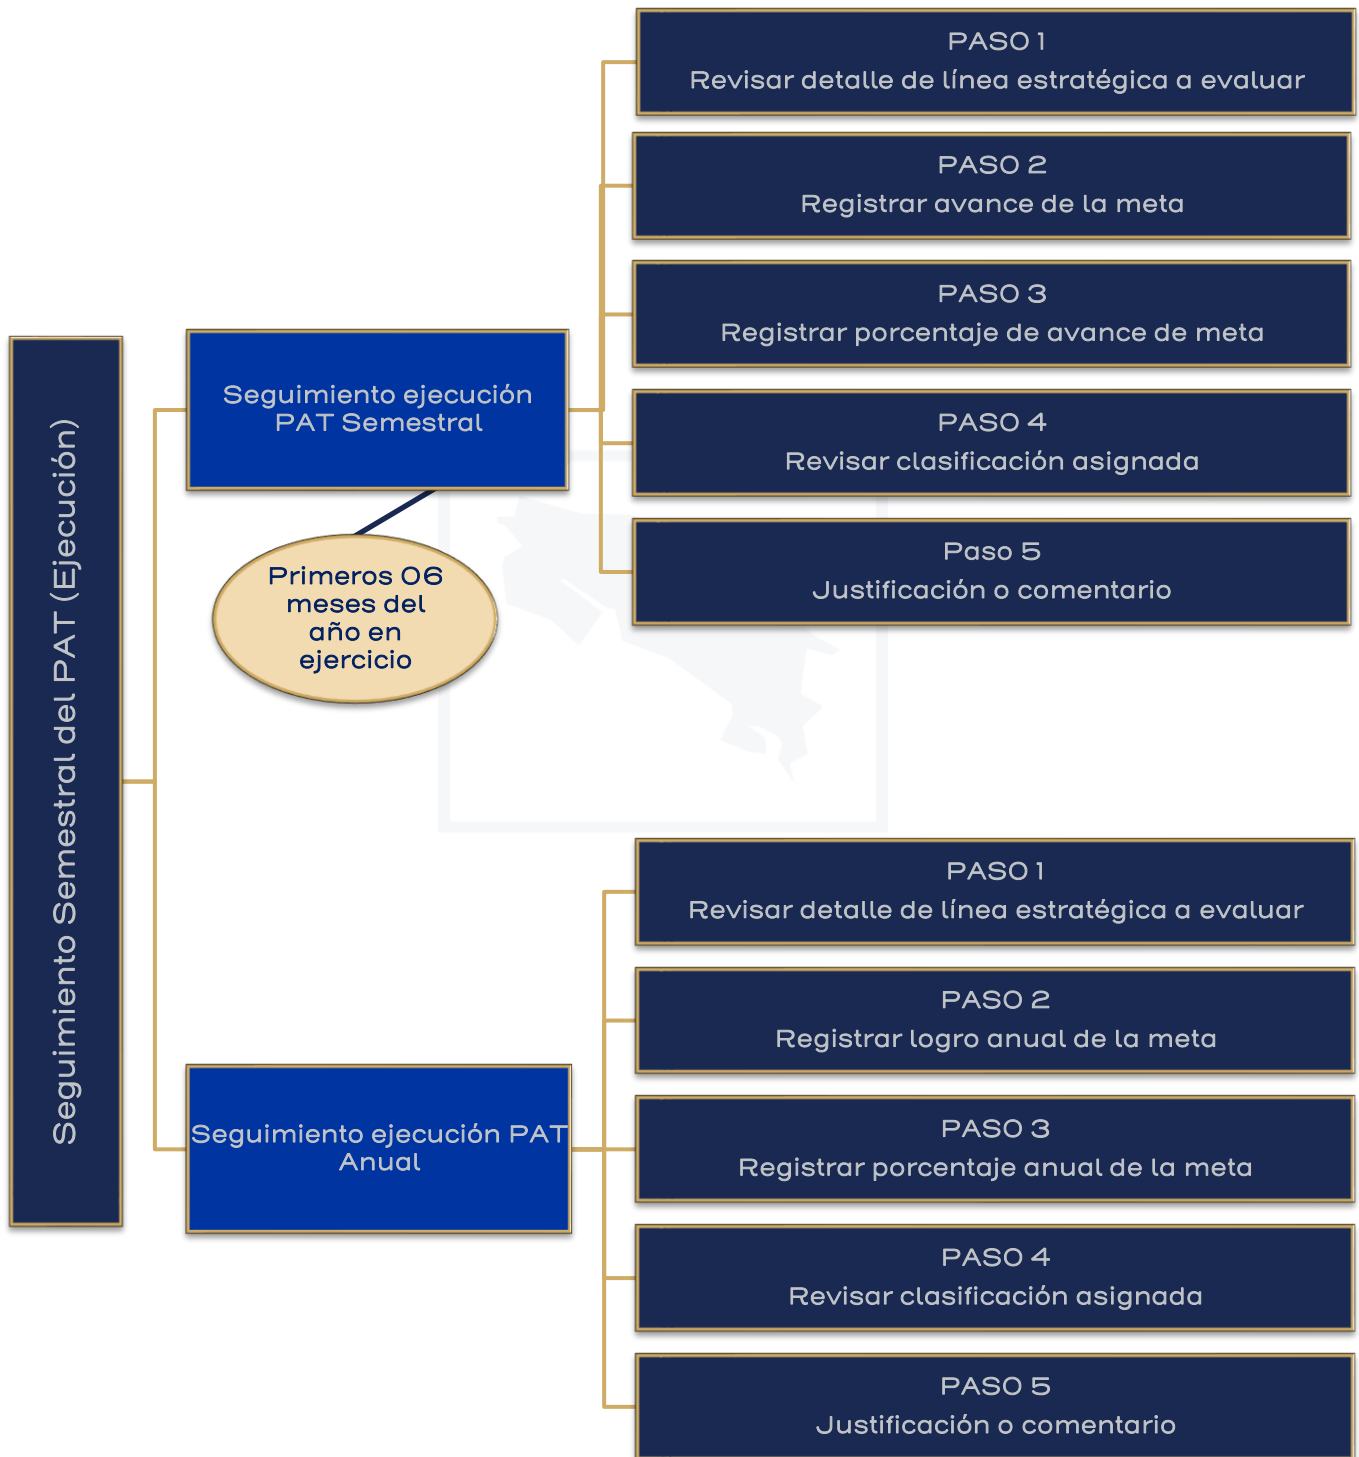 Seguimiento Semestral del PAT (Ejecución)
Seguimiento ejecución
PAT Semestral
Primeros 06
meses del
año en
ejercicio
PASO 1
Revisar detalle de línea estratégica a evaluar
PASO 2
Registrar avance de la meta
PASO 3
Registrar porcentaje de avance de meta
PASO 4
Revisar clasificación asignada
Paso 5
Justificación o comentario
Seguimiento ejecución PAT
Anual
PASO 1
Revisar detalle de línea estratégica a evaluar
PASO 2
Registrar logro anual de la meta
PASO 3
Registrar porcentaje anual de la meta
PASO 4
Revisar clasificación asignada
PASO 5
Justificación o comentario